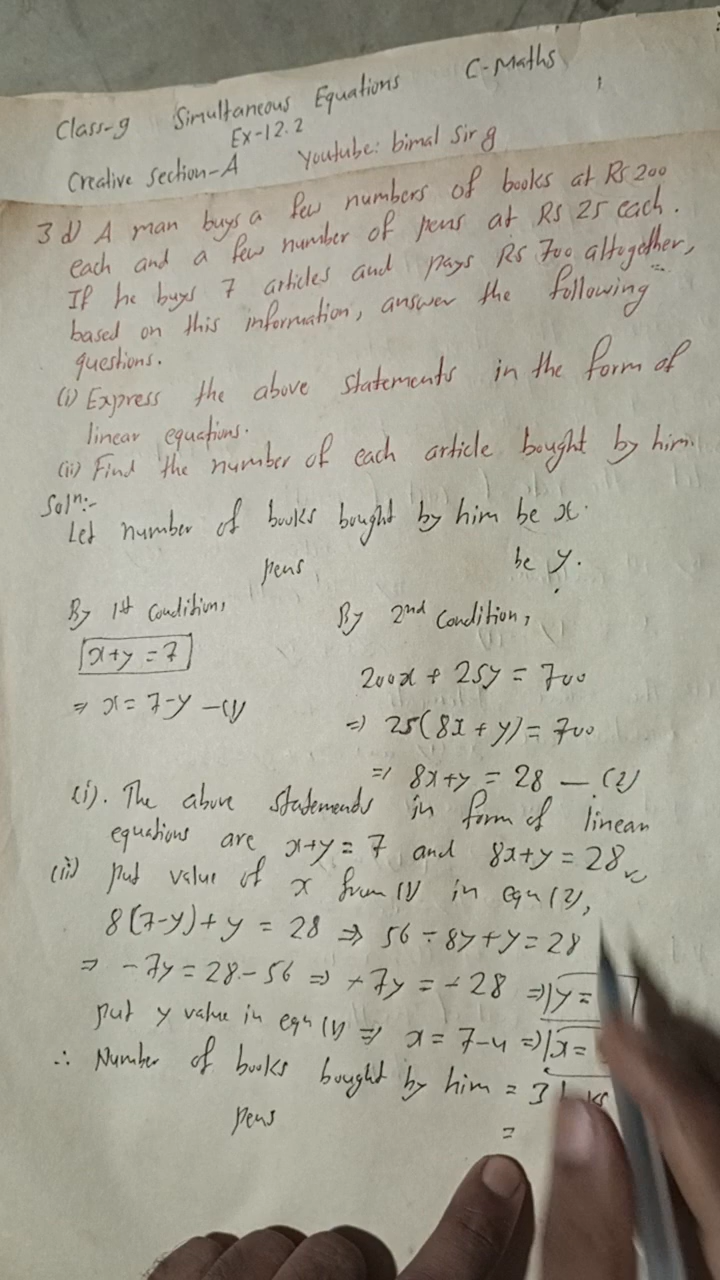 C-Maths
Class-9 Simultaneous Equations
Ex-12.2
Creative Section-A Youtube: bimal Sir g
3 d) A man buys a few numbers of books at RS 200
each and a few number of pens at RS 25 each.
If he buys 7 articles and pays RS 700 altogether,
based on this information, answer the following
questions.
(i) Express the above statements in the form of
linear equations.
(ii) Find the number of each article bought by him.
Solⁿ:-
Let number of books bought by him be x.
pens be y.
By 1st Condition,
x+y = 7
⇒ x = 7-y —(1)
By 2nd Condition,
200x + 25y = 700
⇒ 25(8x + y) = 700
⇒ 8x+y = 28 — (2)
(i). The above statements in form of linear
equations are x+y = 7 and 8x+y = 28
(ii) put value of x from (1) in eqn (2),
8(7-y)+y = 28 ⇒ 56 - 8y+y = 28
⇒ -7y = 28-56 ⇒ +7y = +28 ⇒ y =
put y value in eqn (1) ⇒ x = 7-4 ⇒ x =
∴ Number of books bought by him = 3
pens =